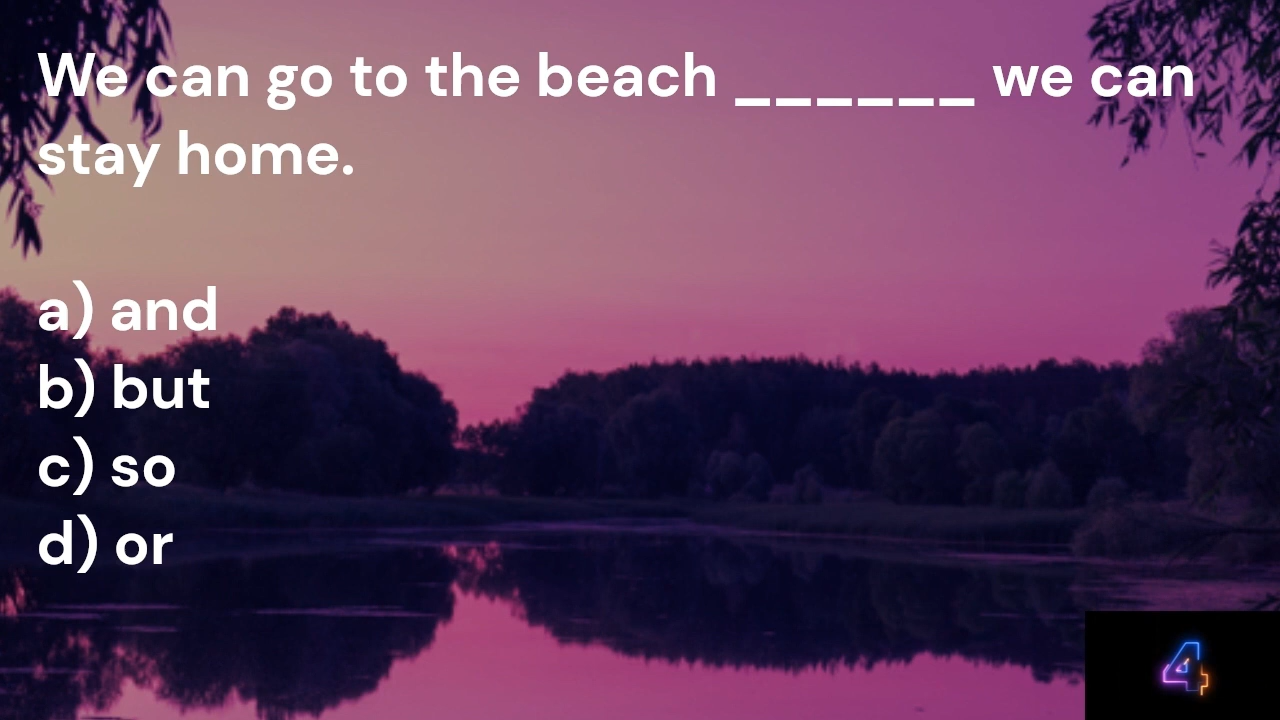 We can go to the beach ______ we can
stay home.
a) and
b) but
c) so
d) or
4